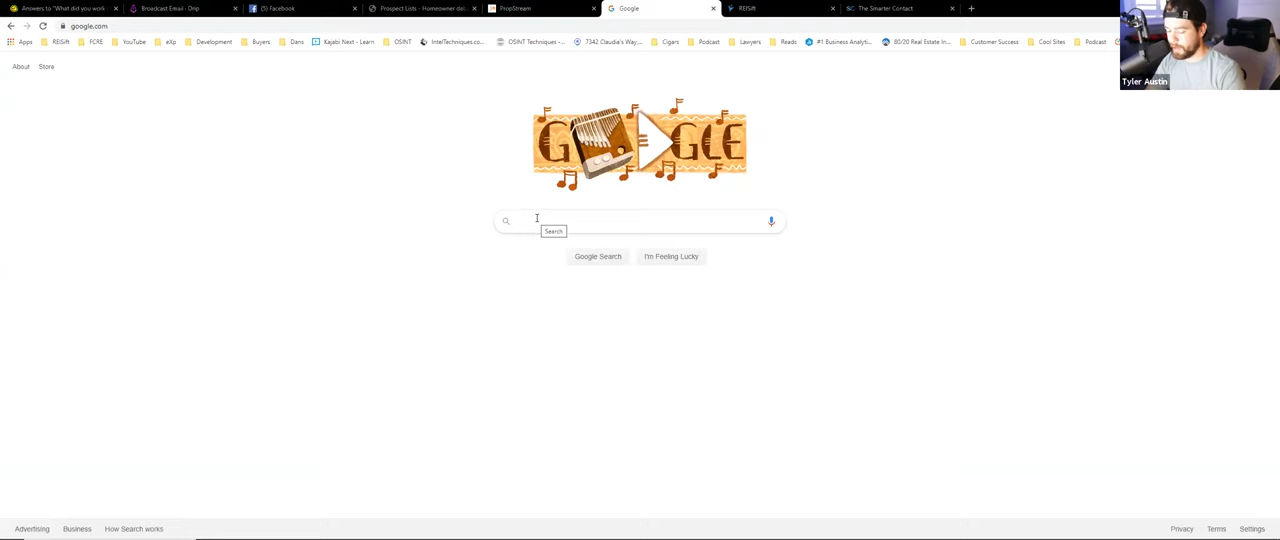 Answers to "What did you work
Broadcast Email - Drip
(5) Facebook
Prospect Lists - Homeowner dat
PropStream
Google
REISift
The Smarter Contact
google.com
Apps
REISift
FCRE
YouTube
eXp
Development
Buyers
Dans
Kajabi Next - Learn
OSINT
IntelTechniques.co...
OSINT Techniques -...
7342 Claudia's Way,...
Cigars
Podcast
Lawyers
Reads
#1 Business Analyti...
80/20 Real Estate In...
Customer Success
Cool Sites
Podcast
Tyler Austin
About
Store
GOOGLE
Search
Google Search
I'm Feeling Lucky
Advertising
Business
How Search works
Privacy
Terms
Settings